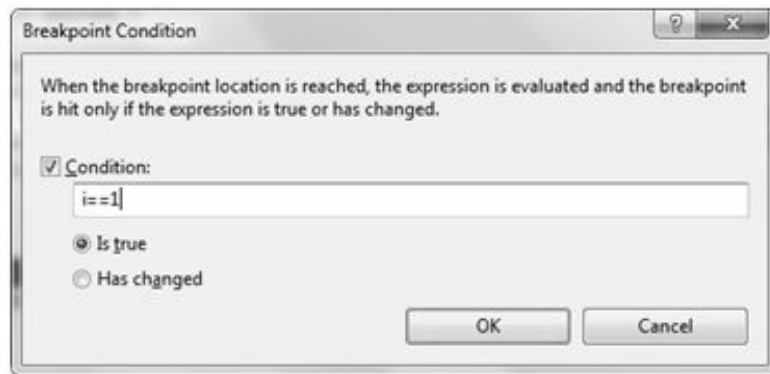 Breakpoint Condition
When the breakpoint location is reached, the expression is evaluated and the breakpoint
is hit only if the expression is true or has changed.
Condition:
i==1
Is true
Has changed
OK
Cancel